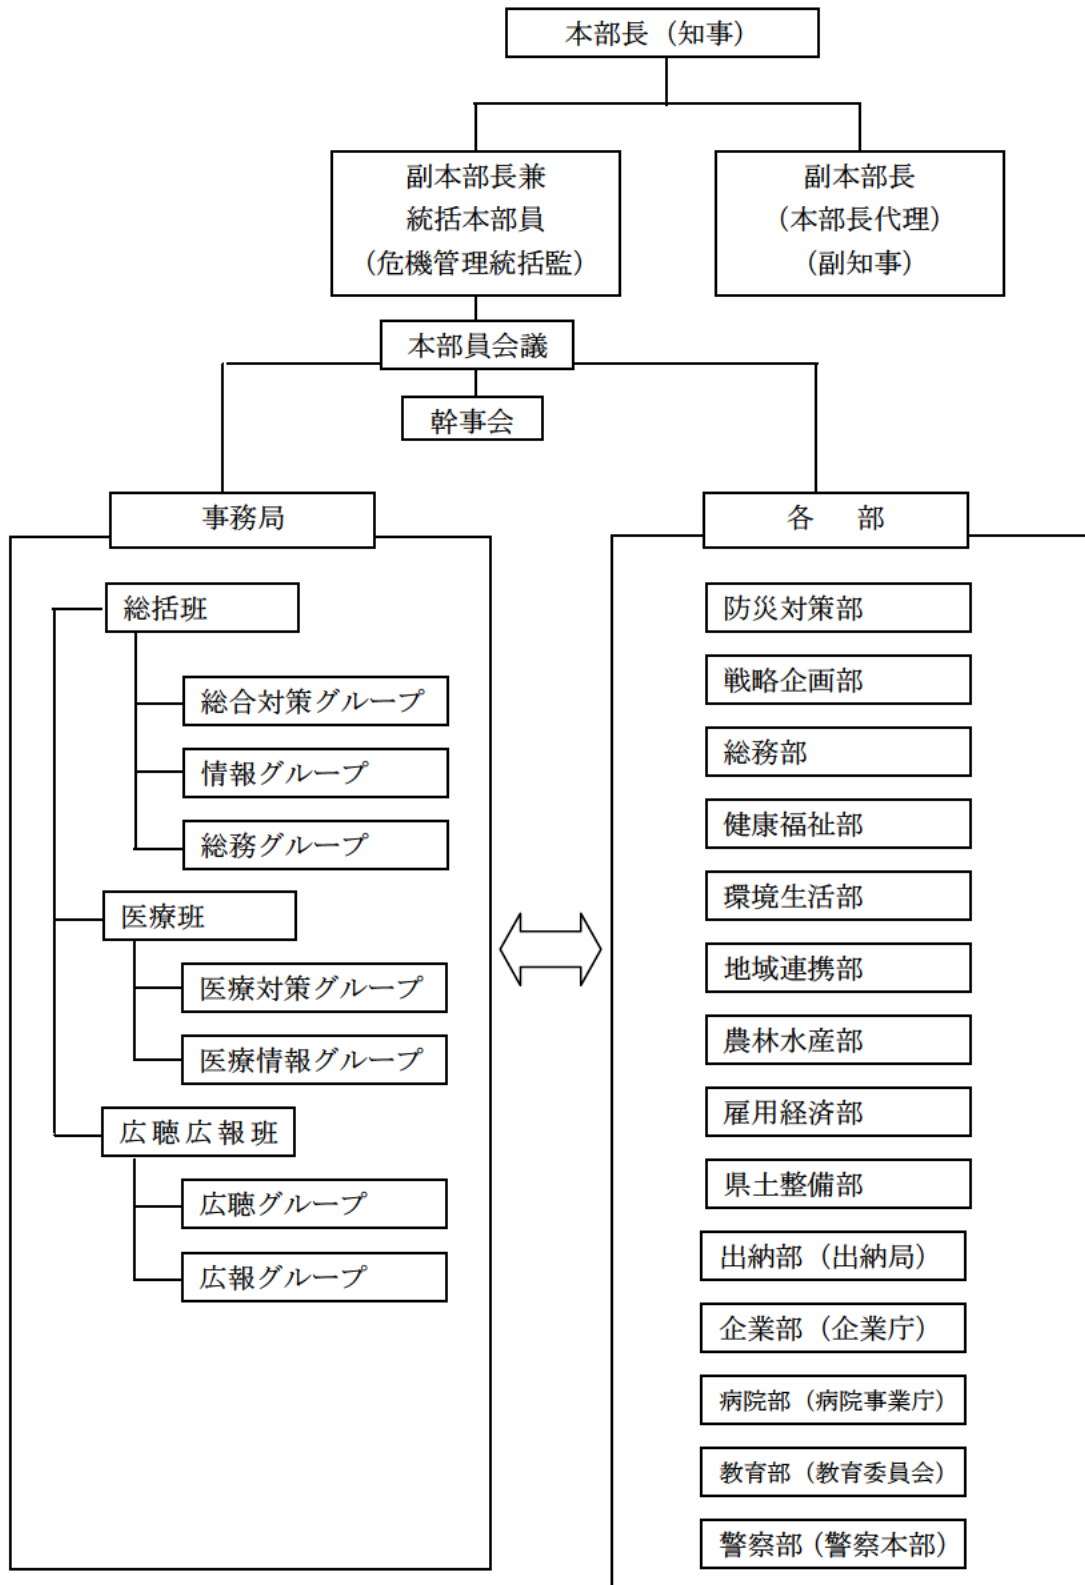 本部長（知事）
副本部長兼
統括本部員
（危機管理統括監）
副本部長
（本部長代理）
（副知事）
本部員会議
幹事会
事務局
総括班
総合対策グループ
情報グループ
総務グループ
医療班
医療対策グループ
医療情報グループ
広聴広報班
広聴グループ
広報グループ
各　部
防災対策部
戦略企画部
総務部
健康福祉部
環境生活部
地域連携部
農林水産部
雇用経済部
県土整備部
出納部（出納局）
企業部（企業庁）
病院部（病院事業庁）
教育部（教育委員会）
警察部（警察本部）